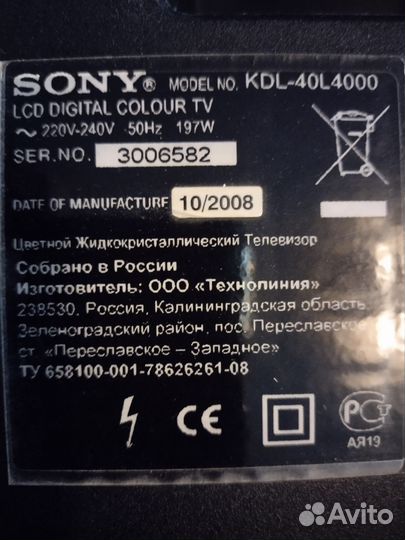 SONY® MODEL NO. KDL-40L4000
LCD DIGITAL COLOUR TV
~ 220V-240V 50Hz 197W
SER.NO. 3006582
DATE OF MANUFACTURE 10/2008
Цветной Жидкокристаллический Телевизор
Собрано в России
Изготовитель: ООО «Технолиния»
238530, Россия, Калининградская область,
Зеленоградский район, пос. Переславское
ст «Переславское – Западное»
ТУ 658100-001-78626261-08
CE
РСТ
АЯ19
Avito